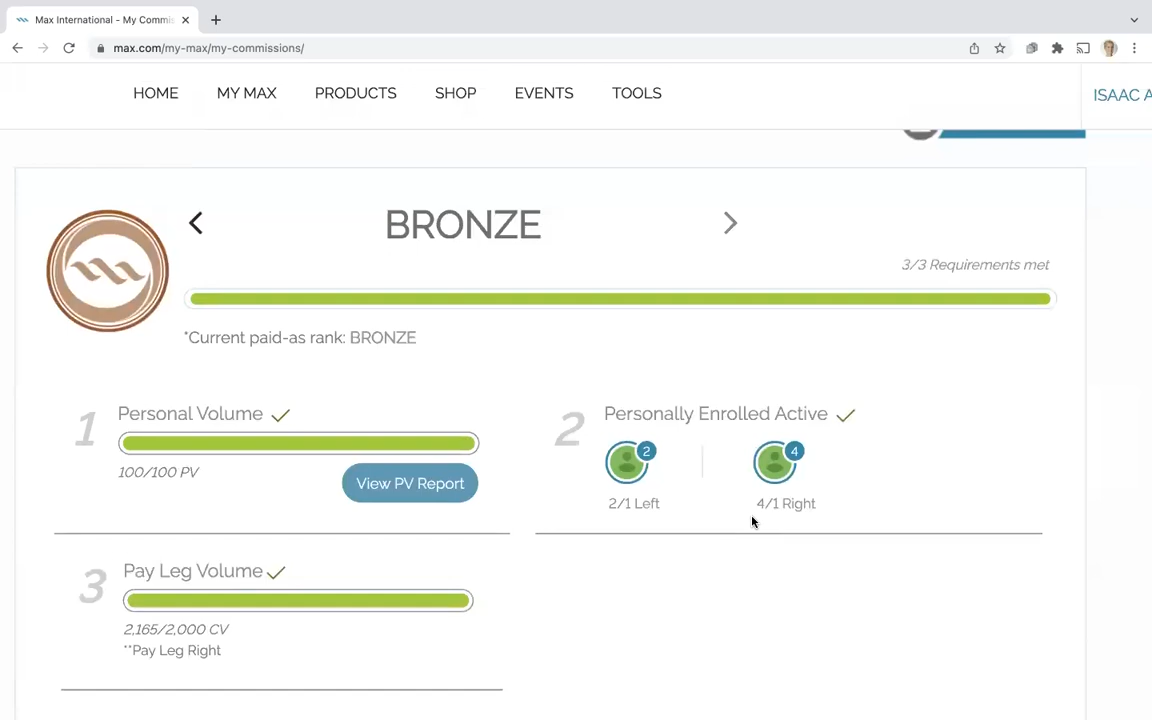 Max International - My Commis
max.com/my-max/my-commissions/
HOME MY MAX PRODUCTS SHOP EVENTS TOOLS
ISAAC A
BRONZE
3/3 Requirements met
*Current paid-as rank: BRONZE
1 Personal Volume
100/100 PV
View PV Report
2 Personally Enrolled Active
2 4
2/1 Left 4/1 Right
3 Pay Leg Volume
2,165/2,000 CV
**Pay Leg Right